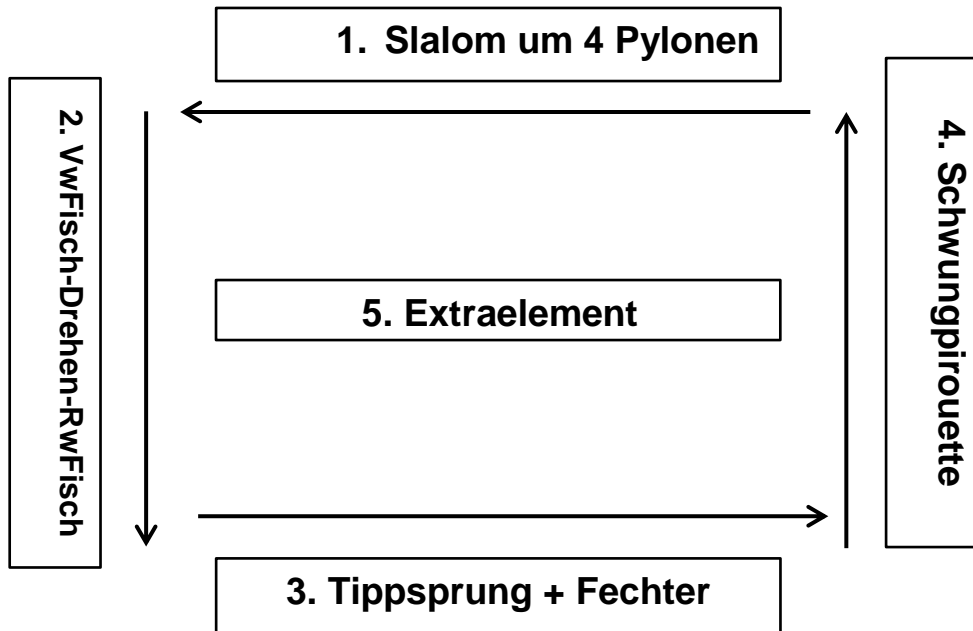 1. Slalom um 4 Pylonen
2. VwFisch-Drehen-RwFisch
3. Tippsprung + Fechter
4. Schwungpirouette
5. Extraelement